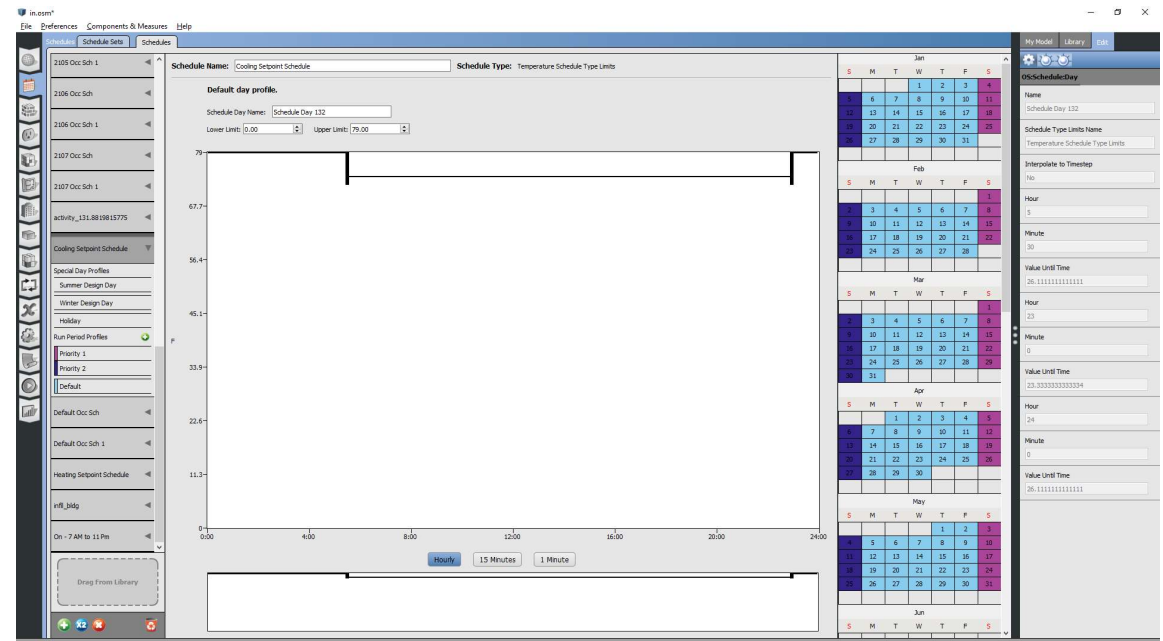 in.osm*
File Preferences Components & Measures Help
Schedules Schedule Sets Schedules
My Model Library Edit
2105 Occ Sch 1
2106 Occ Sch
2106 Occ Sch 1
2107 Occ Sch
2107 Occ Sch 1
activity_131.8819815775
Cooling Setpoint Schedule
Special Day Profiles
Summer Design Day
Winter Design Day
Holiday
Run Period Profiles
Priority 1
Priority 2
Default
Default Occ Sch
Default Occ Sch 1
Heating Setpoint Schedule
infil_bldg
On - 7 AM to 11 Pm
Drag From Library
X2
Schedule Name: Cooling Setpoint Schedule Schedule Type: Temperature Schedule Type Limits
Default day profile.
Schedule Day Name: Schedule Day 132
Lower Limit: 0.00 Upper Limit: 79.00
79
67.7
56.4
45.1
F
33.9
22.6
11.3
0
0:00 4:00 8:00 12:00 16:00 20:00 24:00
Hourly 15 Minutes 1 Minute
Jan
S M T W T F S
1 2 3 4
5 6 7 8 9 10 11
12 13 14 15 16 17 18
19 20 21 22 23 24 25
26 27 28 29 30 31
Feb
S M T W T F S
1
2 3 4 5 6 7 8
9 10 11 12 13 14 15
16 17 18 19 20 21 22
23 24 25 26 27 28
Mar
S M T W T F S
1
2 3 4 5 6 7 8
9 10 11 12 13 14 15
16 17 18 19 20 21 22
23 24 25 26 27 28 29
30 31
Apr
S M T W T F S
1 2 3 4 5
6 7 8 9 10 11 12
13 14 15 16 17 18 19
20 21 22 23 24 25 26
27 28 29 30
May
S M T W T F S
1 2 3
4 5 6 7 8 9 10
11 12 13 14 15 16 17
18 19 20 21 22 23 24
25 26 27 28 29 30 31
Jun
S M T W T F S
OS:Schedule:Day
Name
Schedule Day 132
Schedule Type Limits Name
Temperature Schedule Type Limits
Interpolate to Timestep
No
Hour
5
Minute
30
Value Until Time
26.1111111111111
Hour
23
Minute
0
Value Until Time
23.3333333333334
Hour
24
Minute
0
Value Until Time
26.1111111111111